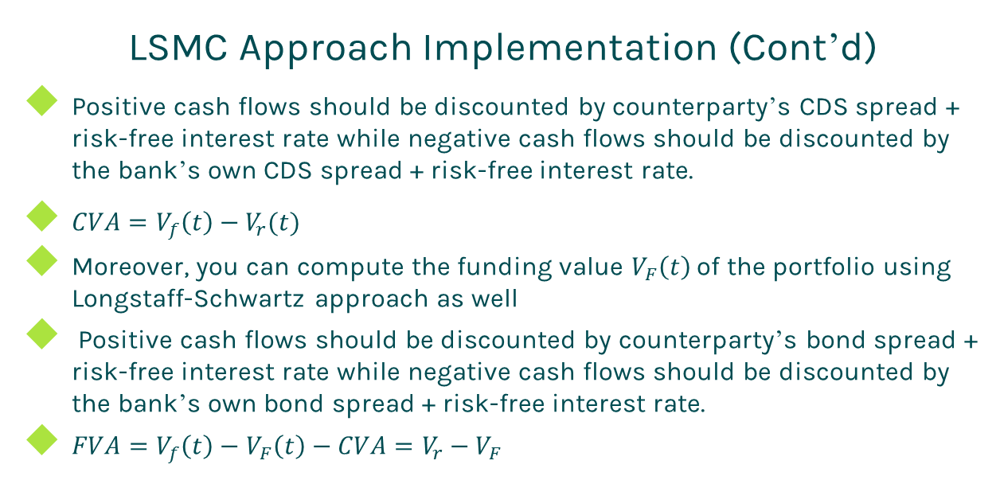 LSMC Approach Implementation (Cont’d)
Positive cash flows should be discounted by counterparty’s CDS spread +
risk-free interest rate while negative cash flows should be discounted by
the bank’s own CDS spread + risk-free interest rate.
CVA = V_f(t) − V_r(t)
Moreover, you can compute the funding value V_F(t) of the portfolio using
Longstaff-Schwartz approach as well
Positive cash flows should be discounted by counterparty’s bond spread +
risk-free interest rate while negative cash flows should be discounted by
the bank’s own bond spread + risk-free interest rate.
FVA = V_f(t) − V_F(t) − CVA = V_r − V_F